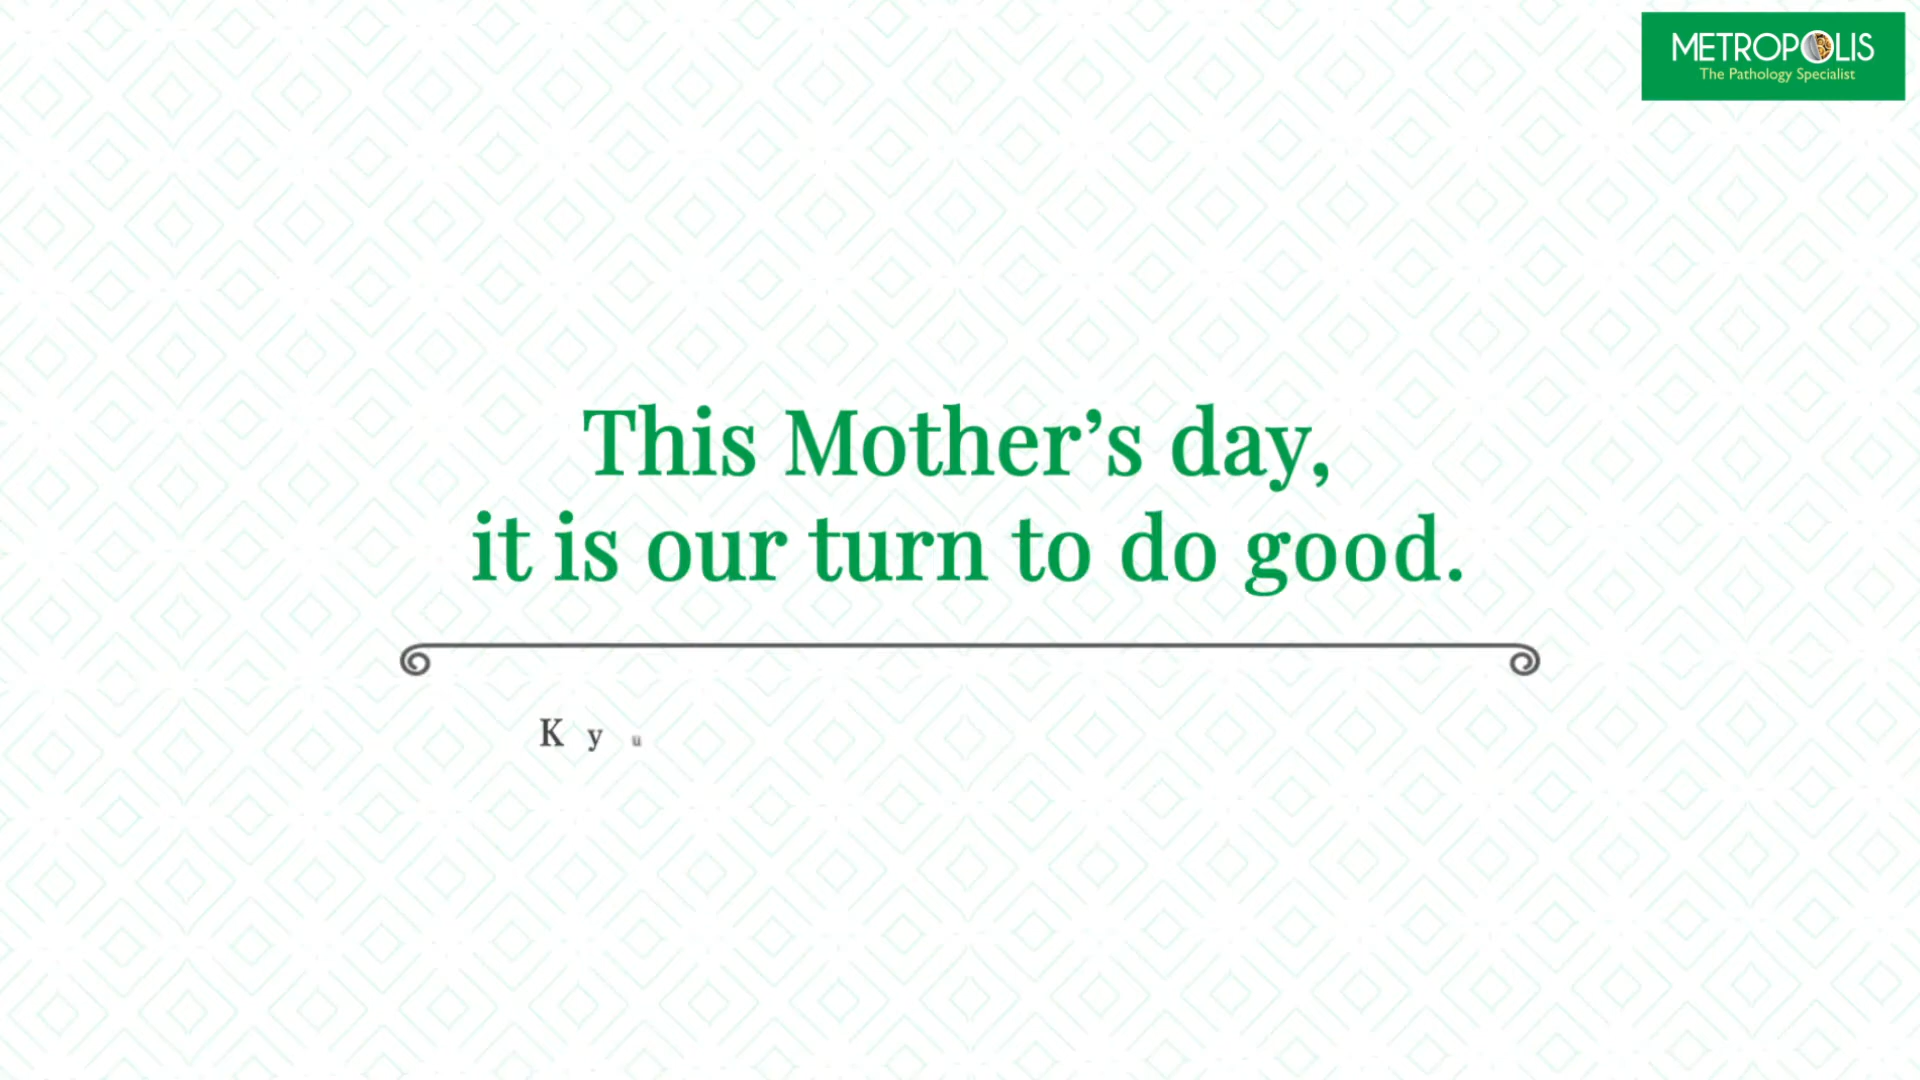 METROPOLIS
The Pathology Specialist
This Mother’s day,
it is our turn to do good.
K y u